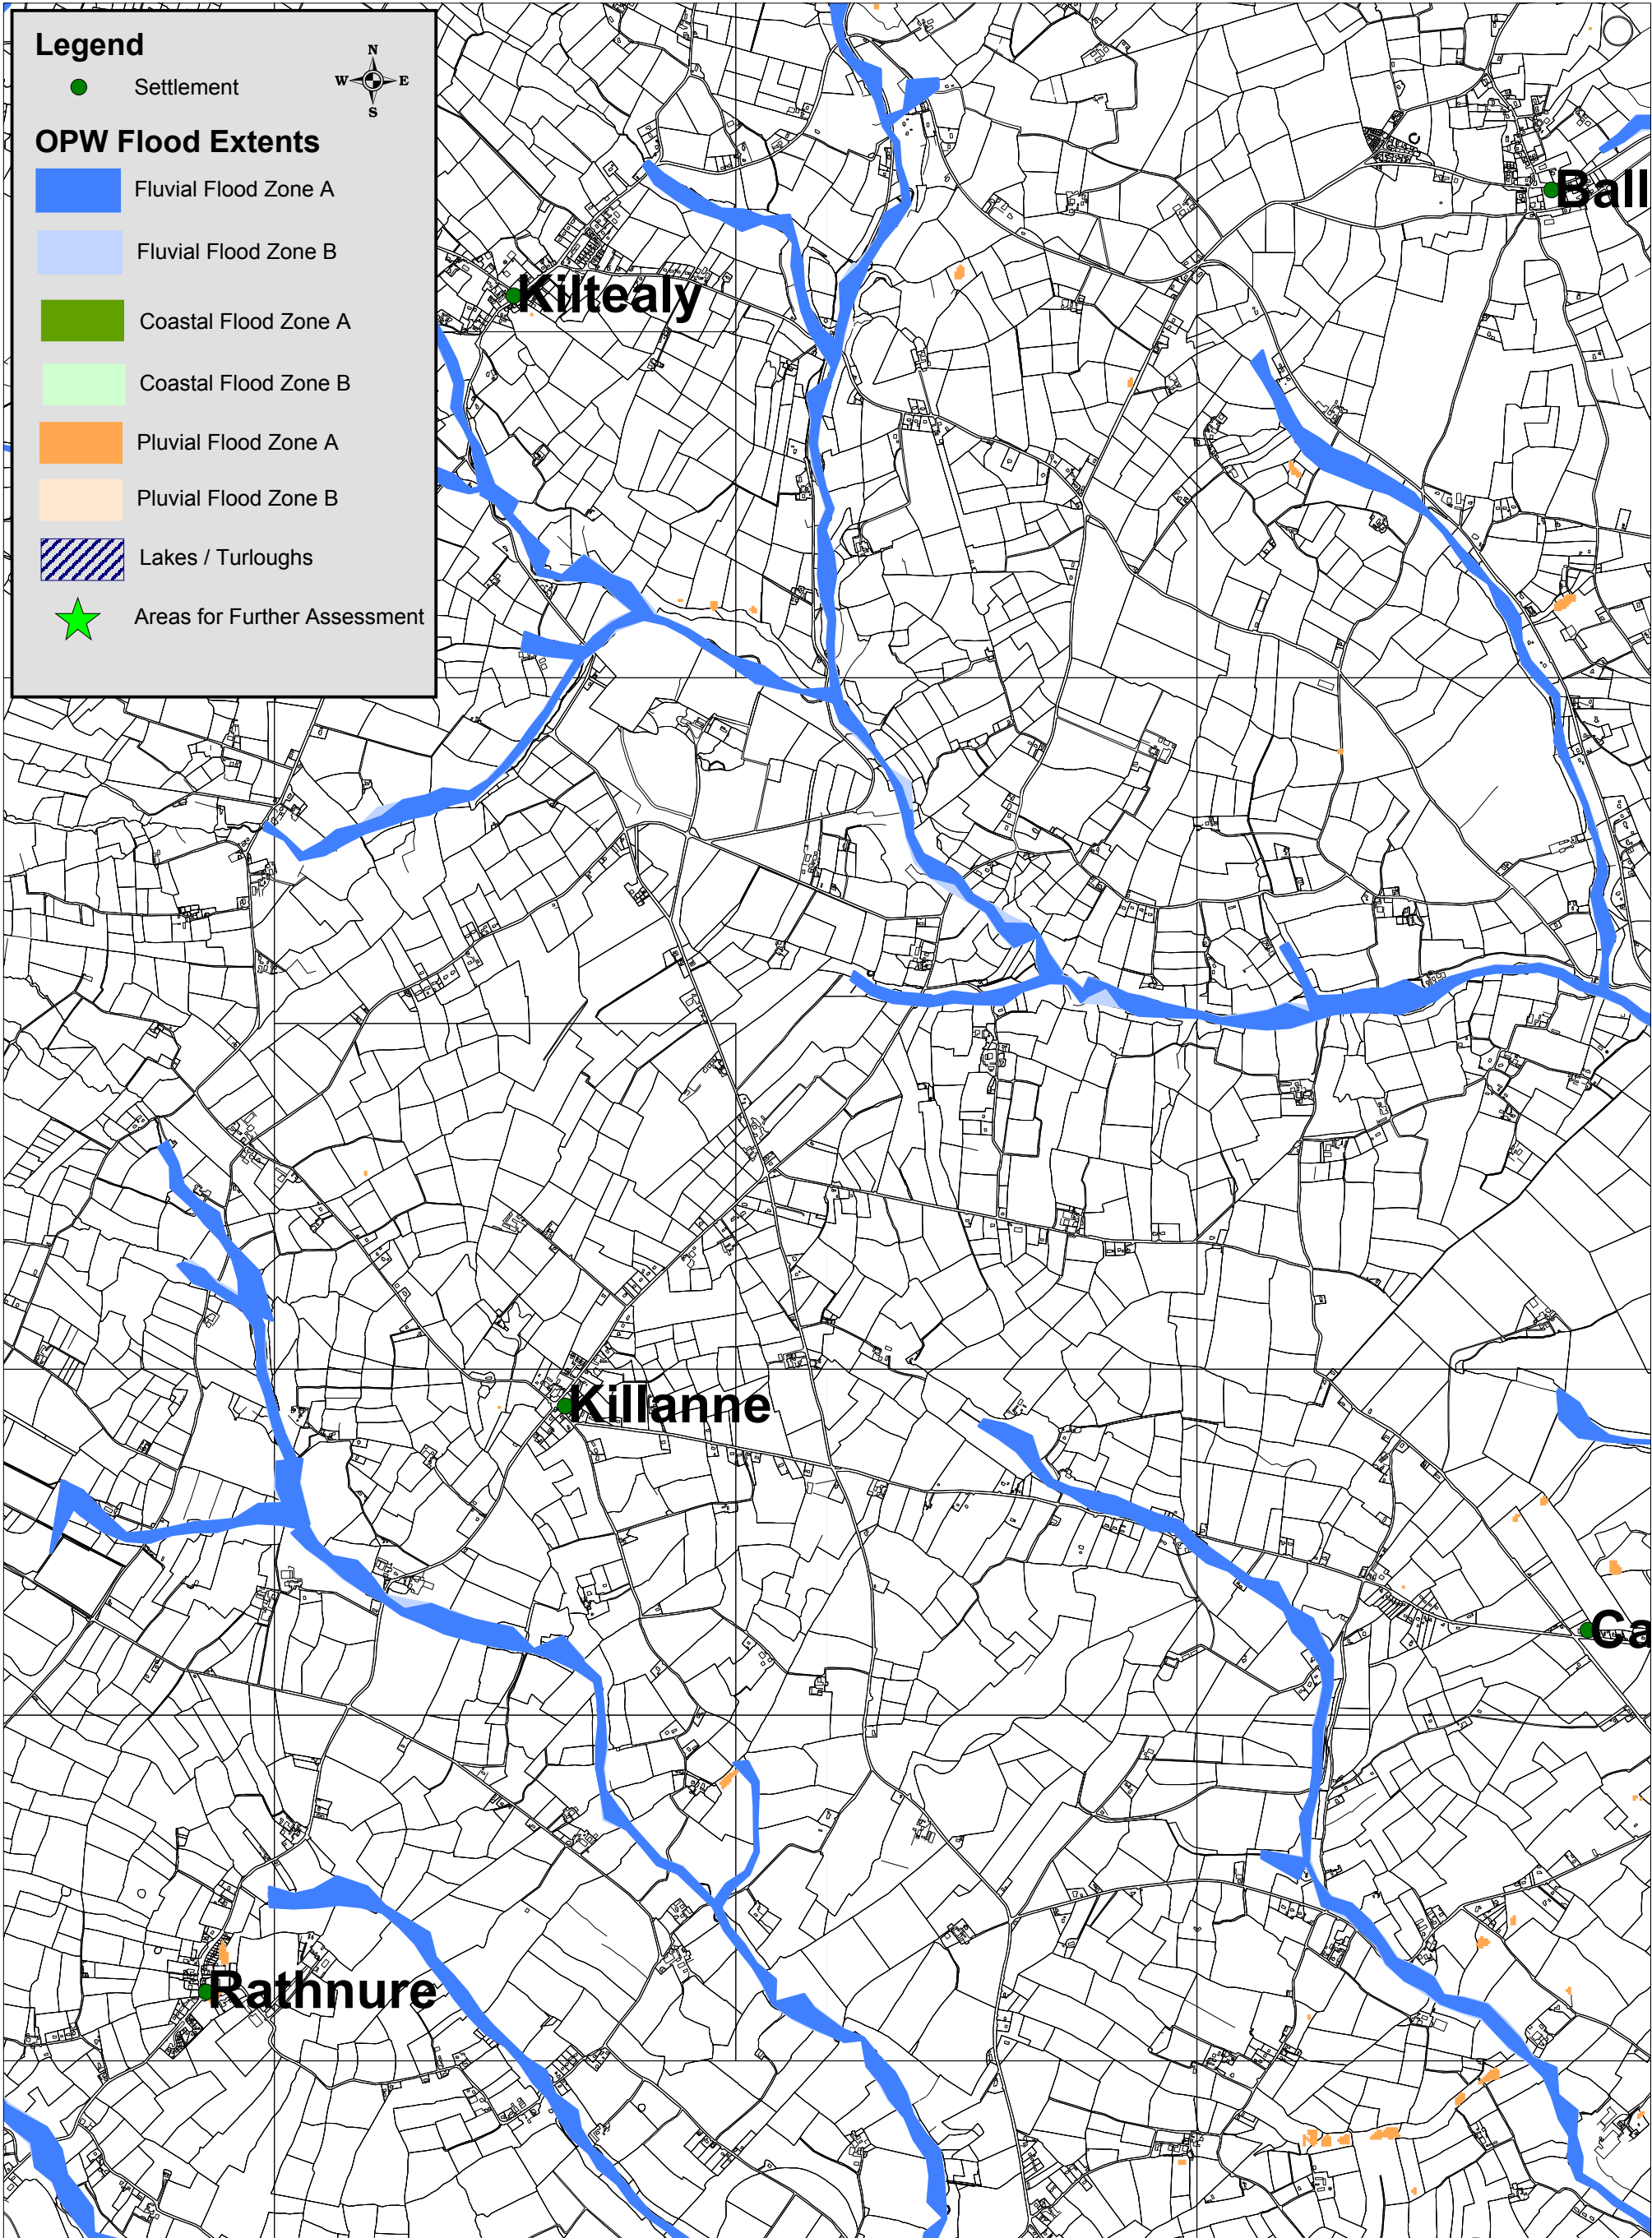 Legend
N
W E
S
Settlement
OPW Flood Extents
Fluvial Flood Zone A
Fluvial Flood Zone B
Coastal Flood Zone A
Coastal Flood Zone B
Pluvial Flood Zone A
Pluvial Flood Zone B
Lakes / Turloughs
Areas for Further Assessment
Ball
Kiltealy
Killanne
Ca
Rathnure